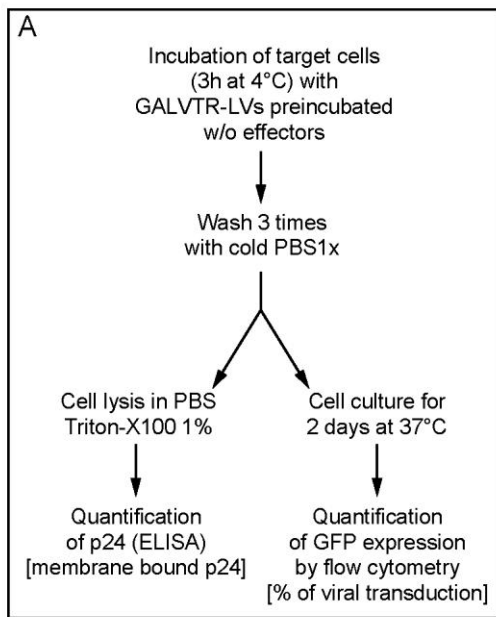 A
Incubation of target cells
(3h at 4°C) with
GALVTR-LVs preincubated
w/o effectors
Wash 3 times
with cold PBS1x
Cell lysis in PBS
Triton-X100 1%
Quantification
of p24 (ELISA)
[membrane bound p24]
Cell culture for
2 days at 37°C
Quantification
of GFP expression
by flow cytometry
[% of viral transduction]